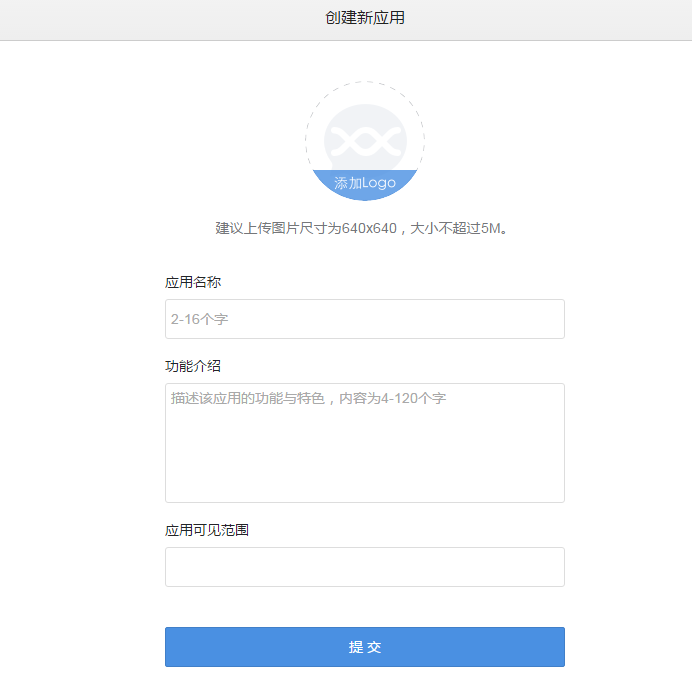 创建新应用
添加Logo
建议上传图片尺寸为640x640，大小不超过5M。
应用名称
2-16个字
功能介绍
描述该应用的功能与特色，内容为4-120个字
应用可见范围
提 交